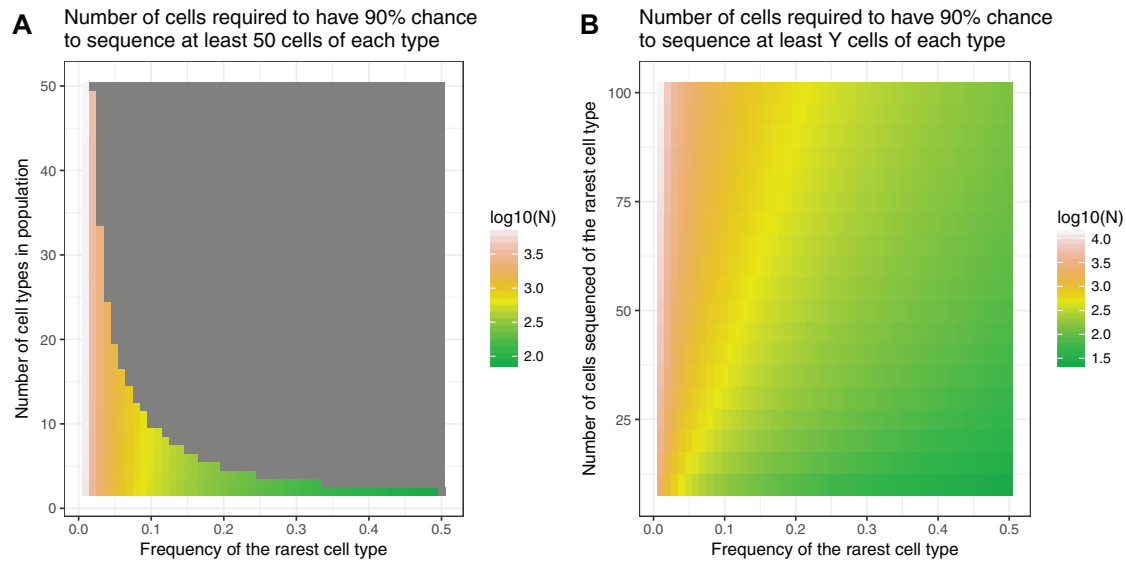 A
Number of cells required to have 90% chance
to sequence at least 50 cells of each type
Number of cell types in population
50
40
30
20
10
0
0.0 0.1 0.2 0.3 0.4 0.5
Frequency of the rarest cell type
log10(N)
3.5
3.0
2.5
2.0
B
Number of cells required to have 90% chance
to sequence at least Y cells of each type
Number of cells sequenced of the rarest cell type
100
75
50
25
0.0 0.1 0.2 0.3 0.4 0.5
Frequency of the rarest cell type
log10(N)
4.0
3.5
3.0
2.5
2.0
1.5